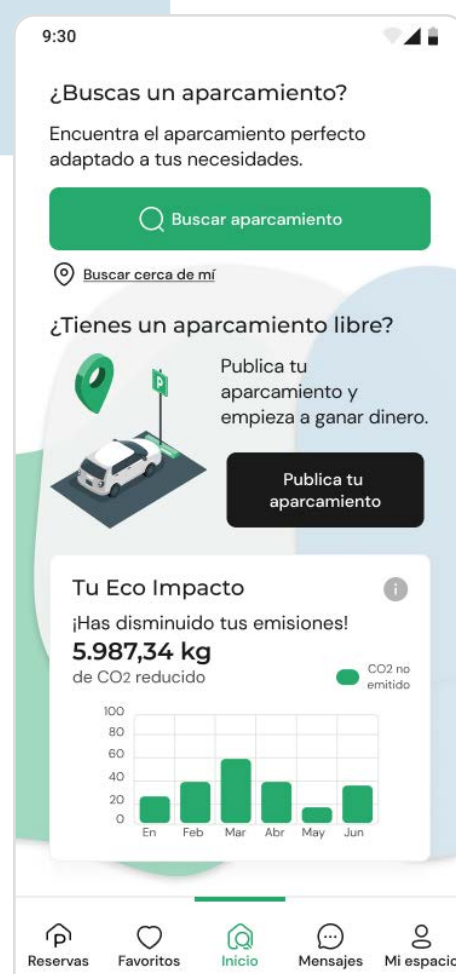 9:30
¿Buscas un aparcamiento?
Encuentra el aparcamiento perfecto
adaptado a tus necesidades.
Buscar aparcamiento
Buscar cerca de mí
¿Tienes un aparcamiento libre?
P
Publica tu
aparcamiento y
empieza a ganar dinero.
Publica tu
aparcamiento
Tu Eco Impacto
i
¡Has disminuido tus emisiones!
5.987,34 kg
de CO2 reducido
CO2 no
emitido
100
80
60
40
20
0
En Feb Mar Abr May Jun
P
Reservas Favoritos Inicio Mensajes Mi espacio